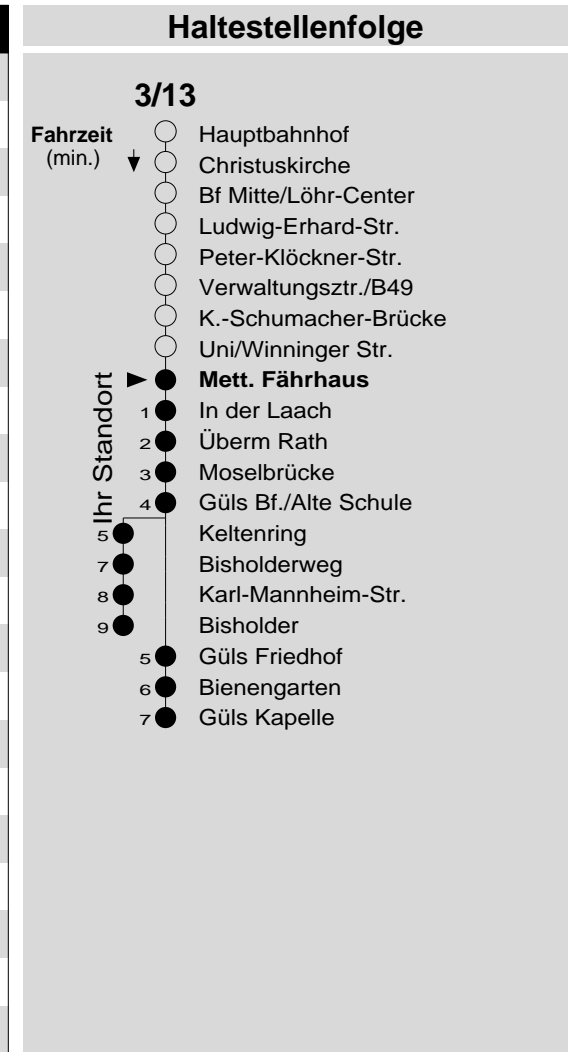 Haltestellenfolge
3/13
Fahrzeit
(min.)
Hauptbahnhof
Christuskirche
Bf Mitte/Löhr-Center
Ludwig-Erhard-Str.
Peter-Klöckner-Str.
Verwaltungsztr./B49
K.-Schumacher-Brücke
Uni/Winninger Str.
Ihr Standort
Mett. Fährhaus
1 In der Laach
2 Überm Rath
3 Moselbrücke
4 Güls Bf./Alte Schule
5 Keltenring
7 Bisholderweg
8 Karl-Mannheim-Str.
9 Bisholder
5 Güls Friedhof
6 Bienengarten
7 Güls Kapelle